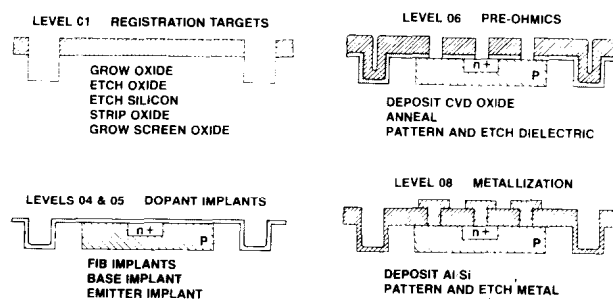 LEVEL 01 REGISTRATION TARGETS
GROW OXIDE
ETCH OXIDE
ETCH SILICON
STRIP OXIDE
GROW SCREEN OXIDE
LEVEL 06 PRE-OHMICS
n+
P
DEPOSIT CVD OXIDE
ANNEAL
PATTERN AND ETCH DIELECTRIC
LEVELS 04 & 05 DOPANT IMPLANTS
n+
P
FIB IMPLANTS
BASE IMPLANT
EMITTER IMPLANT
LEVEL 08 METALLIZATION
n+
P
DEPOSIT Al Si
PATTERN AND ETCH METAL